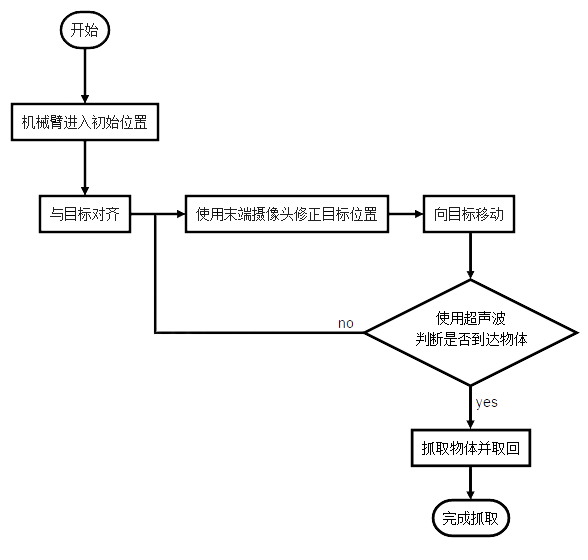 开始
机械臂进入初始位置
与目标对齐
使用末端摄像头修正目标位置
向目标移动
使用超声波
判断是否到达物体
no
yes
抓取物体并取回
完成抓取